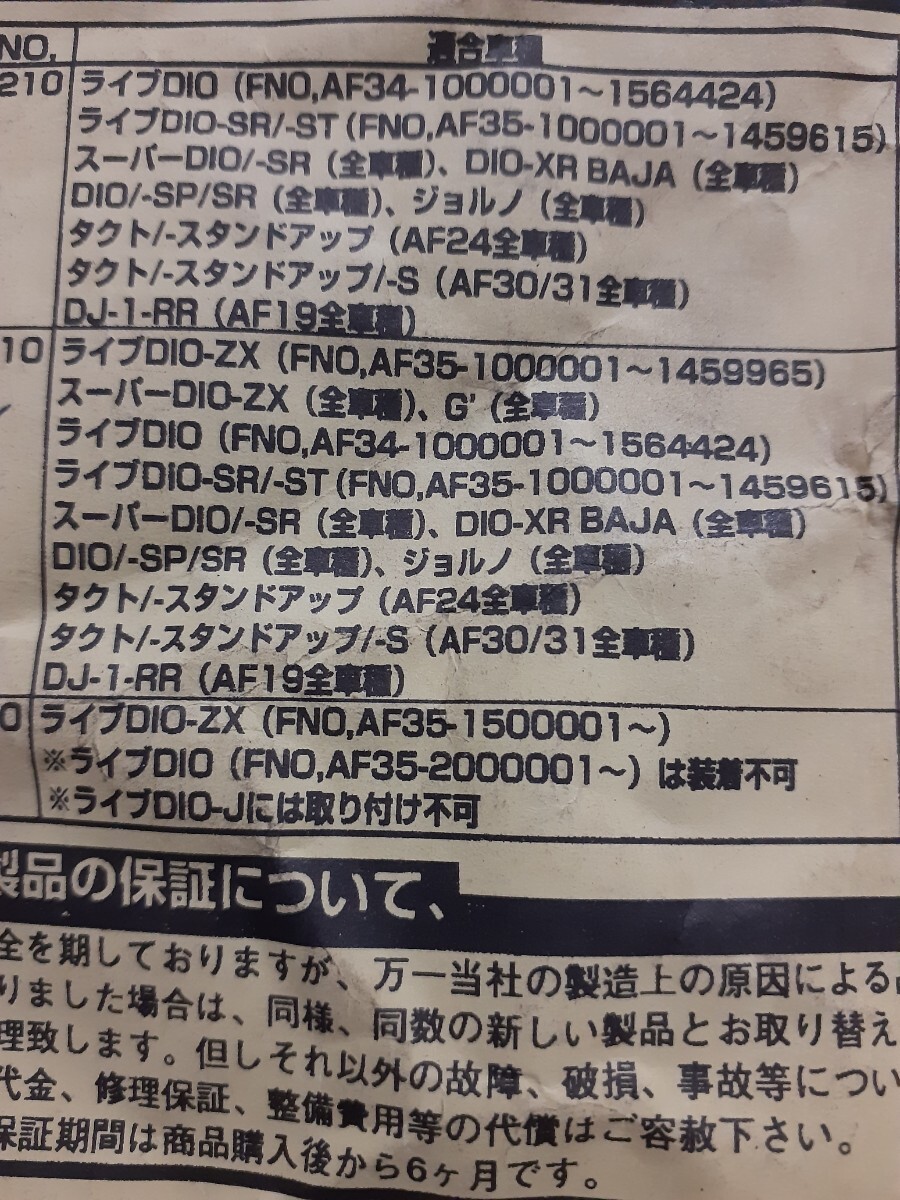 NO, 適合車種
210 ライブDIO（FNO,AF34-1000001～1564424）
ライブDIO-SR/-ST（FNO,AF35-1000001～1459615）
スーパーDIO/-SR（全車種）、DIO-XR BAJA（全車種）
DIO/-SP/SR（全車種）、ジョルノ（全車種）
タクト/-スタンドアップ（AF24全車種）
タクト/-スタンドアップ/-S（AF30/31全車種）
DJ-1-RR（AF19全車種）
10 ライブDIO-ZX（FNO,AF35-1000001～1459965）
スーパーDIO-ZX（全車種）、G'（全車種）
ライブDIO（FNO,AF34-1000001～1564424）
ライブDIO-SR/-ST（FNO,AF35-1000001～1459615）
スーパーDIO/-SR（全車種）、DIO-XR BAJA（全車種）
DIO/-SP/SR（全車種）、ジョルノ（全車種）
タクト/-スタンドアップ（AF24全車種）
タクト/-スタンドアップ/-S（AF30/31全車種）
DJ-1-RR（AF19全車種）
0 ライブDIO-ZX（FNO,AF35-1500001～）
※ライブDIO（FNO,AF35-2000001～）は装着不可
※ライブDIO-Jには取り付け不可
製品の保証について、
全を期しておりますが、万一当社の製造上の原因による
りました場合は、同様、同数の新しい製品とお取り替え
理致します。但しそれ以外の故障、破損、事故等につい
代金、修理保証、整備費用等の代償はご容赦下さい。
保証期間は商品購入後から6ヶ月です。